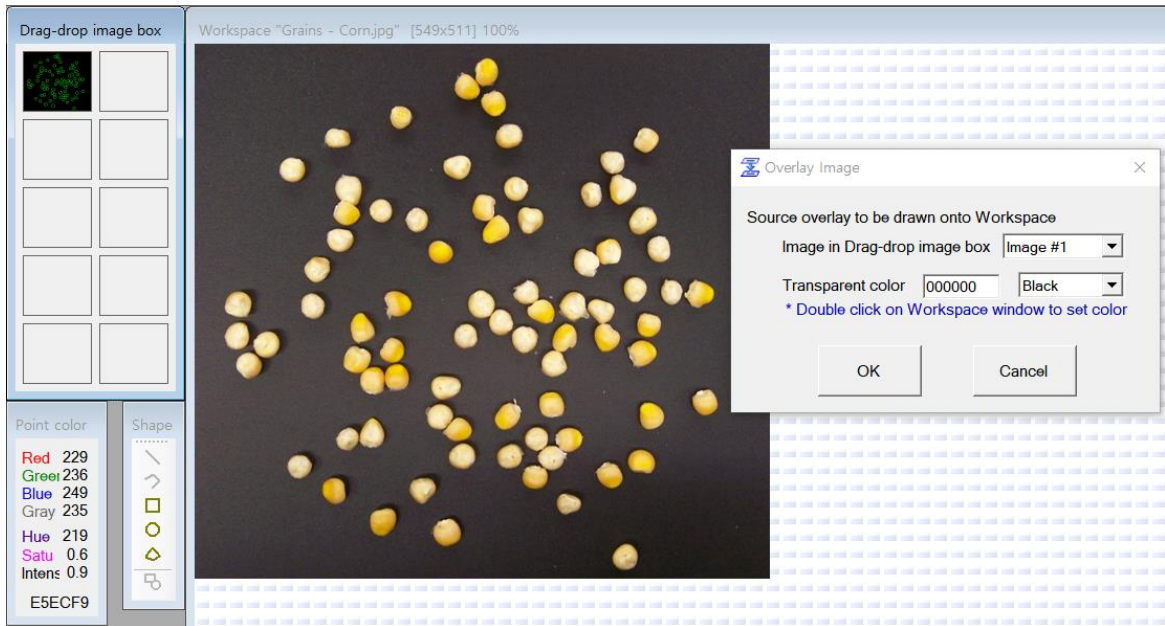 Drag-drop image box
Workspace "Grains - Corn.jpg" [549x511] 100%
Overlay Image
Source overlay to be drawn onto Workspace
Image in Drag-drop image box Image #1
Transparent color 000000 Black
* Double click on Workspace window to set color
OK Cancel
Point color
Red 229
Green 236
Blue 249
Gray 235
Hue 219
Satu 0.6
Intens 0.9
E5ECF9
Shape